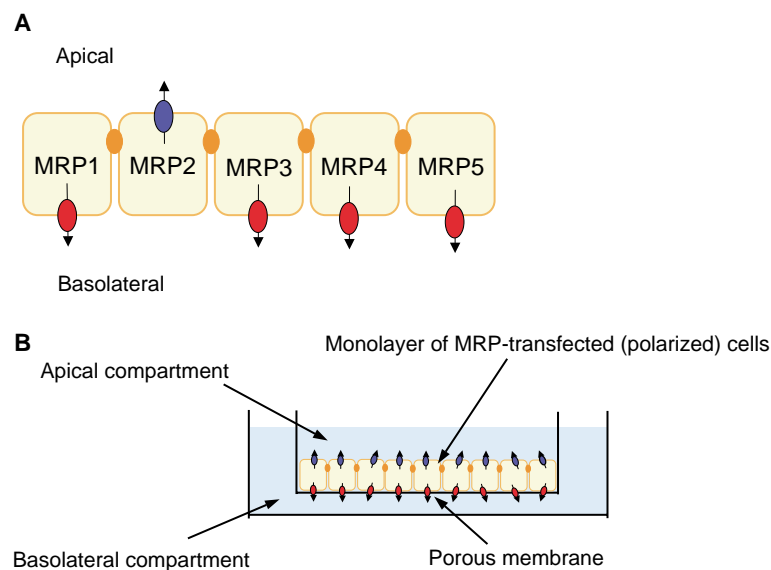 A
Apical
MRP1 MRP2 MRP3 MRP4 MRP5
Basolateral
B
Monolayer of MRP-transfected (polarized) cells
Apical compartment
Basolateral compartment
Porous membrane